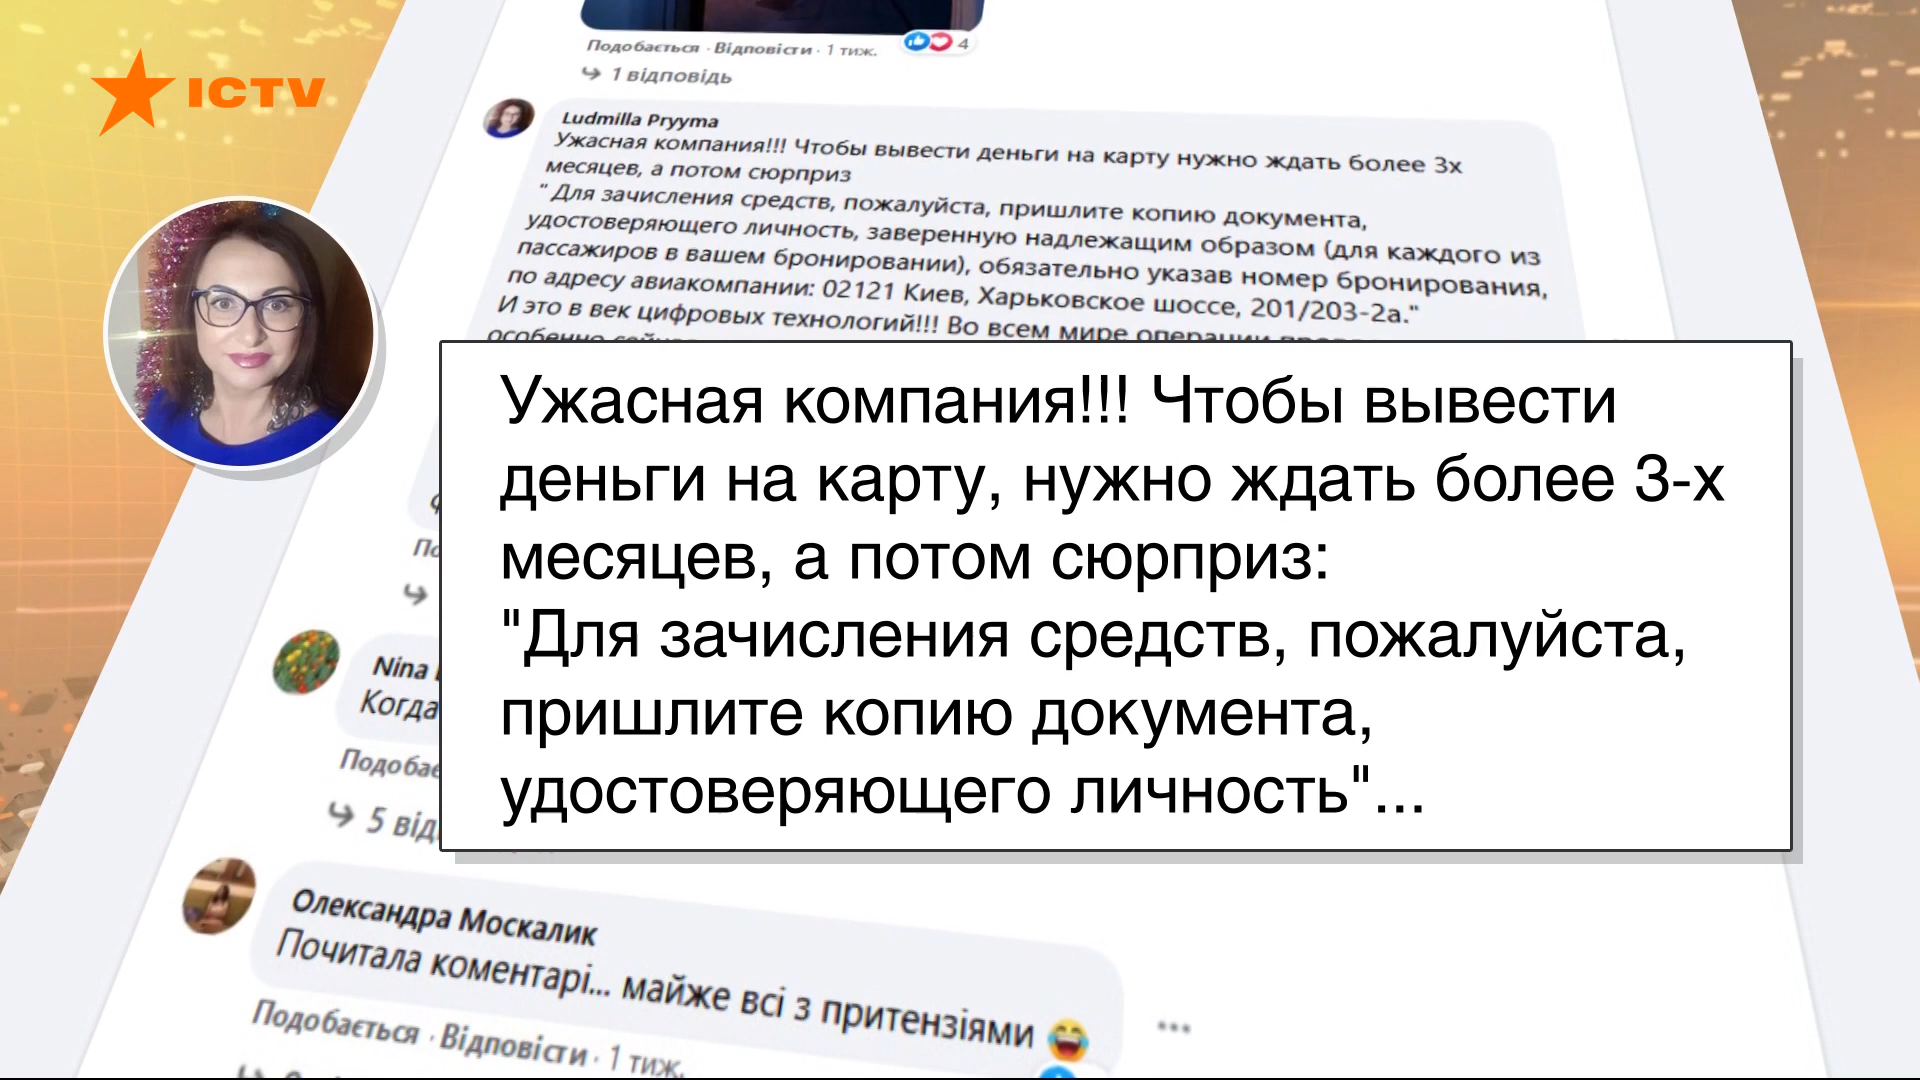 ICTV
Подобається · Відповісти · 1 тиж.
4
1 відповідь
Ludmilla Pryyma
Ужасная компания!!! Чтобы вывести деньги на карту нужно ждать более 3х
месяцев, а потом сюрприз
" Для зачисления средств, пожалуйста, пришлите копию документа,
удостоверяющего личность, заверенную надлежащим образом (для каждого из
пассажиров в вашем бронировании), обязательно указав номер бронирования,
по адресу авиакомпании: 02121 Киев, Харьковское шоссе, 201/203-2а."
И это в век цифровых технологий!!! Во всем мире операции
Ужасная компания!!! Чтобы вывести
деньги на карту, нужно ждать более 3-х
месяцев, а потом сюрприз:
"Для зачисления средств, пожалуйста,
пришлите копию документа,
удостоверяющего личность"...
Nina
Когда
5
Олександра Москалик
Почитала коментарі... майже всі з притензіями 😂
Подобається · Відповісти · 1 тиж.